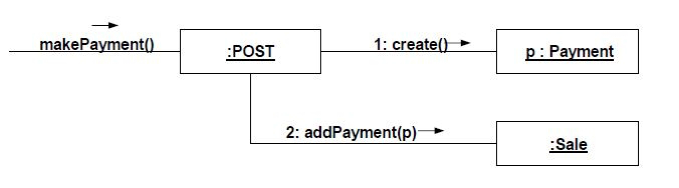 makePayment()
:POST
1: create()
p : Payment
2: addPayment(p)
:Sale